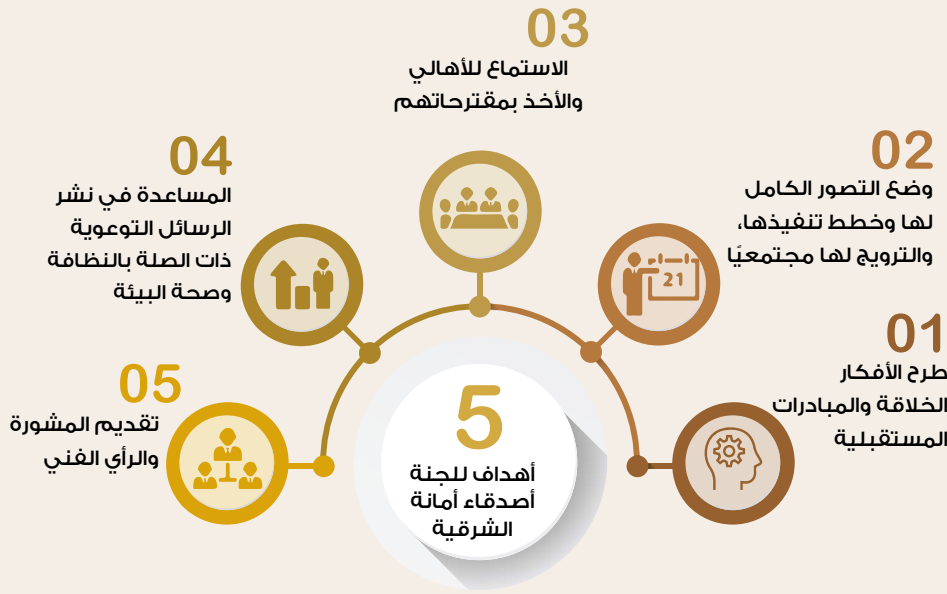 03
الاستماع للأهالي
والأخذ بمقترحاتهم
02
وضع التصور الكامل
لها وخطط تنفيذها،
والترويج لها مجتمعيًا
04
المساعدة في نشر
الرسائل التوعوية
ذات الصلة بالنظافة
وصحة البيئة
21
01
طرح الأفكار
الخلاقة والمبادرات
المستقبلية
05
تقديم المشورة
والرأي الفني
5
أهداف للجنة
أصدقاء أمانة
الشرقية